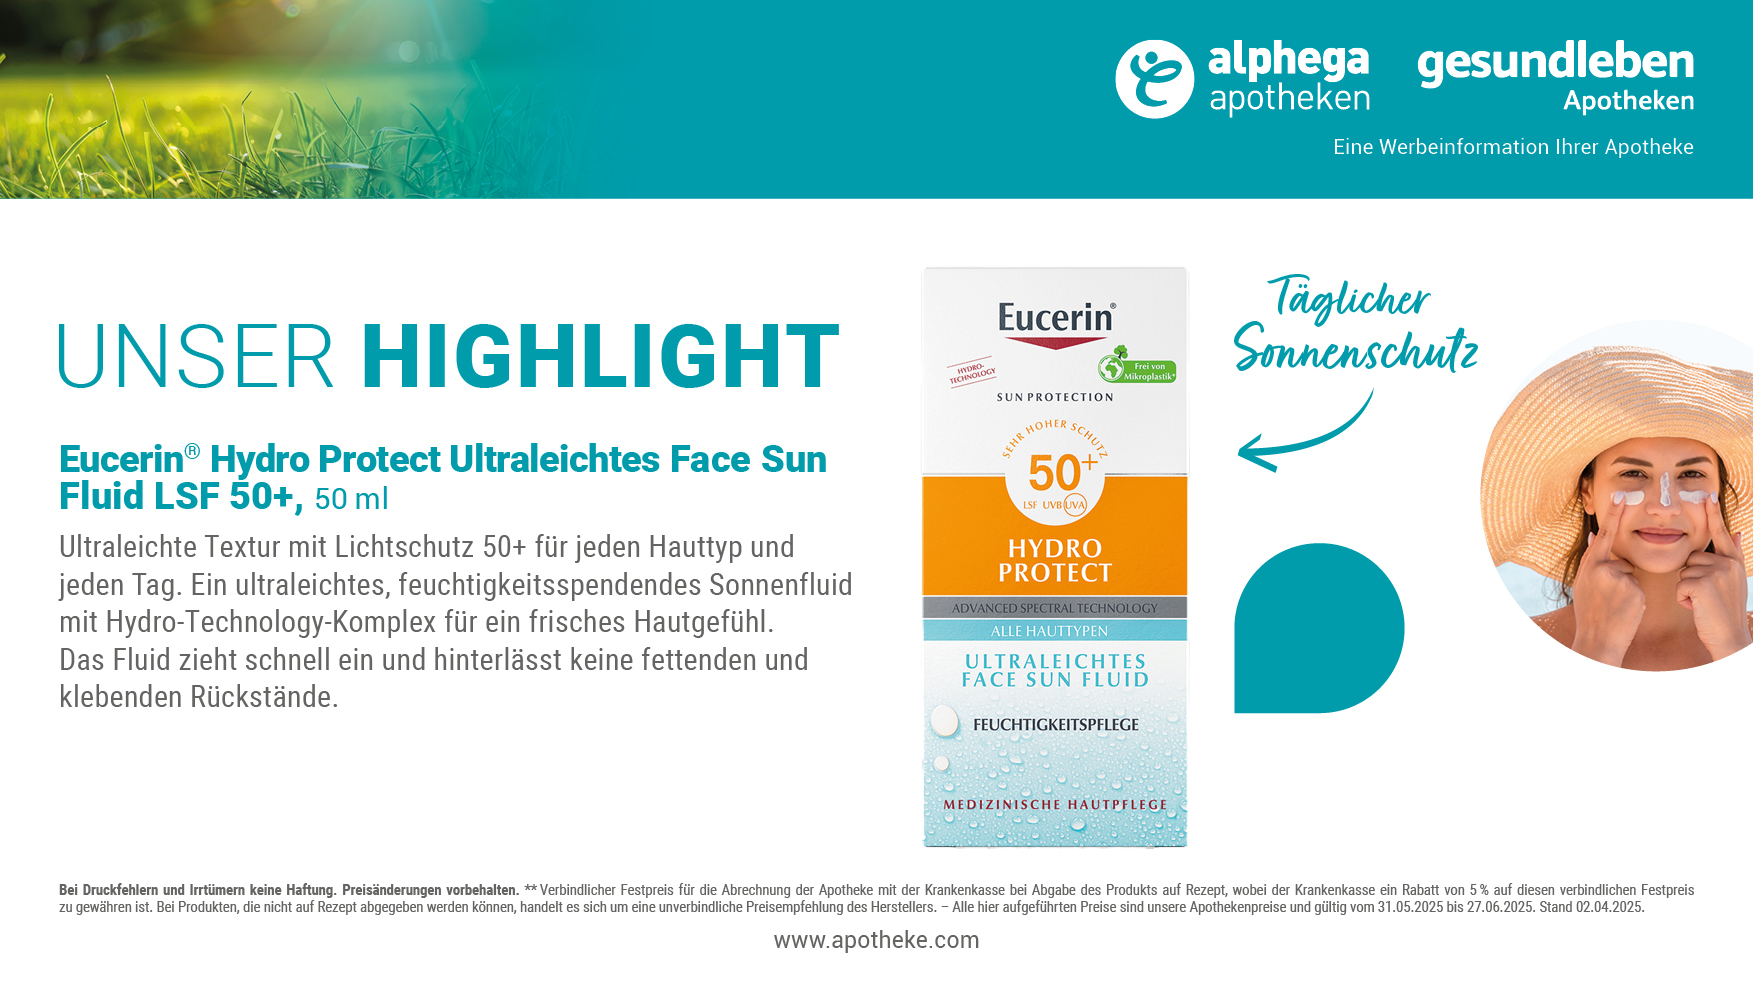 alphega
apotheken
gesundleben
Apotheken
Eine Werbeinformation Ihrer Apotheke
UNSER HIGHLIGHT
Eucerin® Hydro Protect Ultraleichtes Face Sun
Fluid LSF 50+, 50 ml
Ultraleichte Textur mit Lichtschutz 50+ für jeden Hauttyp und
jeden Tag. Ein ultraleichtes, feuchtigkeitsspendendes Sonnenfluid
mit Hydro-Technology-Komplex für ein frisches Hautgefühl.
Das Fluid zieht schnell ein und hinterlässt keine fettenden und
klebenden Rückstände.
Eucerin®
HYDRO-
TECHNOLOGY
Frei von
Mikroplastik*
SUN PROTECTION
SEHR HOHER SCHUTZ
50+
LSF UVB UVA
HYDRO
PROTECT
ADVANCED SPECTRAL TECHNOLOGY
ALLE HAUTTYPEN
ULTRALEICHTES
FACE SUN FLUID
FEUCHTIGKEITSPFLEGE
MEDIZINISCHE HAUTPFLEGE
Täglicher
Sonnenschutz
Bei Druckfehlern und Irrtümern keine Haftung. Preisänderungen vorbehalten. ** Verbindlicher Festpreis für die Abrechnung der Apotheke mit der Krankenkasse bei Abgabe des Produkts auf Rezept, wobei der Krankenkasse ein Rabatt von 5 % auf diesen verbindlichen Festpreis
zu gewähren ist. Bei Produkten, die nicht auf Rezept abgegeben werden können, handelt es sich um eine unverbindliche Preisempfehlung des Herstellers. – Alle hier aufgeführten Preise sind unsere Apothekenpreise und gültig vom 31.05.2025 bis 27.06.2025. Stand 02.04.2025.
www.apotheke.com